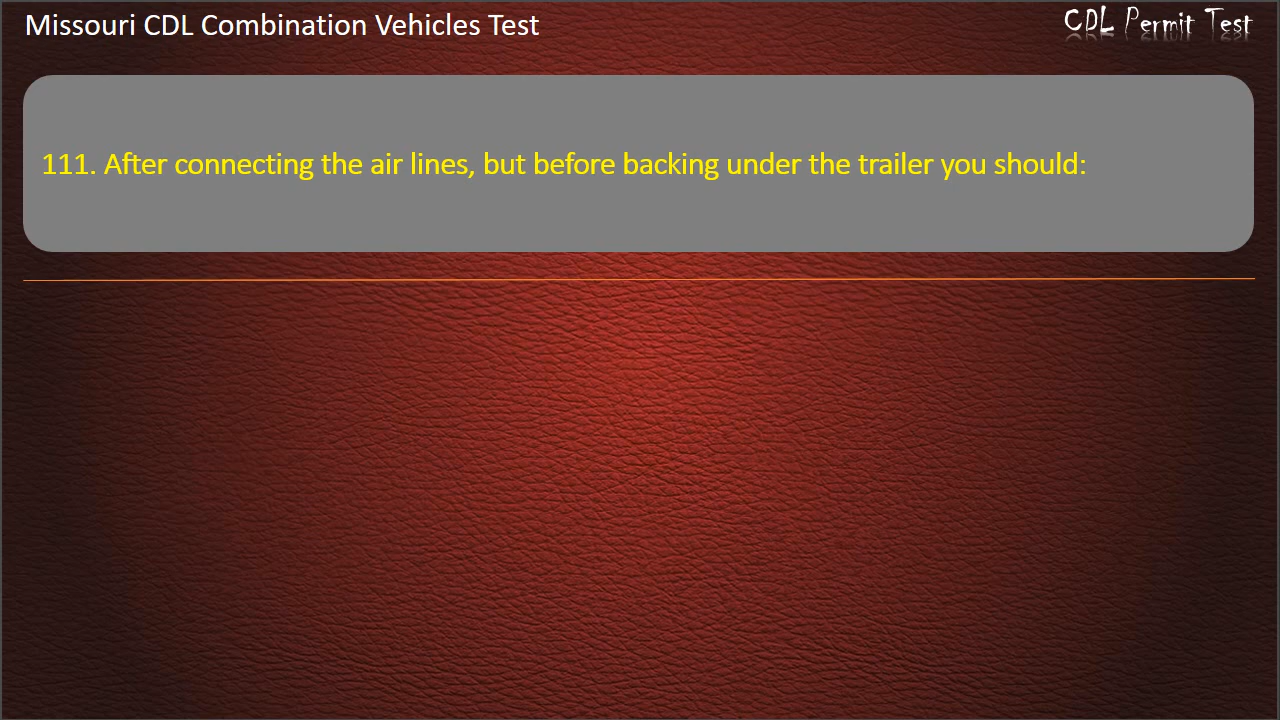 Missouri CDL Combination Vehicles Test
CDL Permit Test
111. After connecting the air lines, but before backing under the trailer you should: